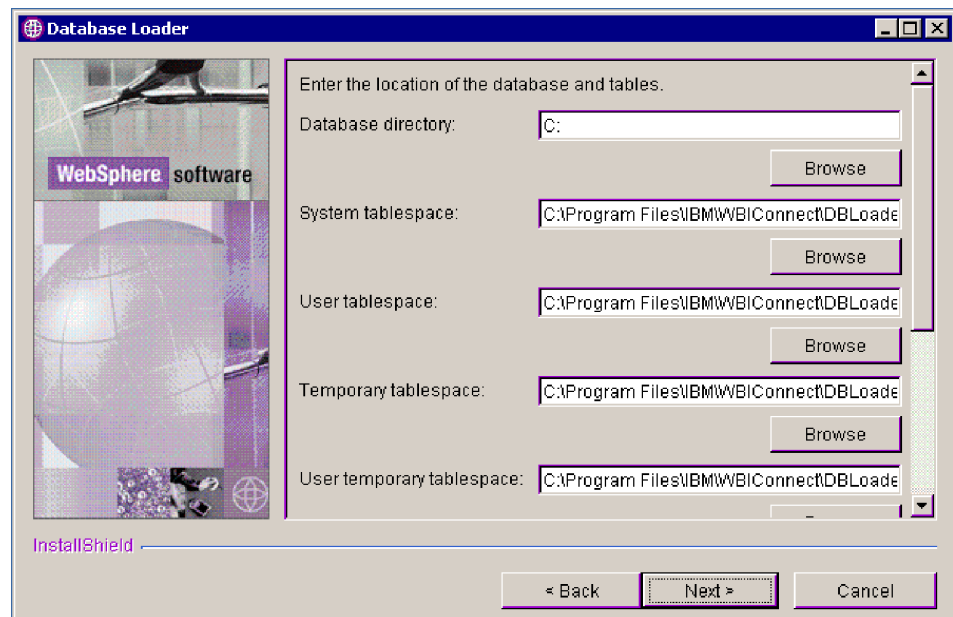 Database Loader
WebSphere software
Enter the location of the database and tables.
Database directory: C:
Browse
System tablespace: C:\Program Files\IBM\WBIConnect\DBLoade
Browse
User tablespace: C:\Program Files\IBM\WBIConnect\DBLoade
Browse
Temporary tablespace: C:\Program Files\IBM\WBIConnect\DBLoade
Browse
User temporary tablespace: C:\Program Files\IBM\WBIConnect\DBLoade
InstallShield
< Back Next > Cancel